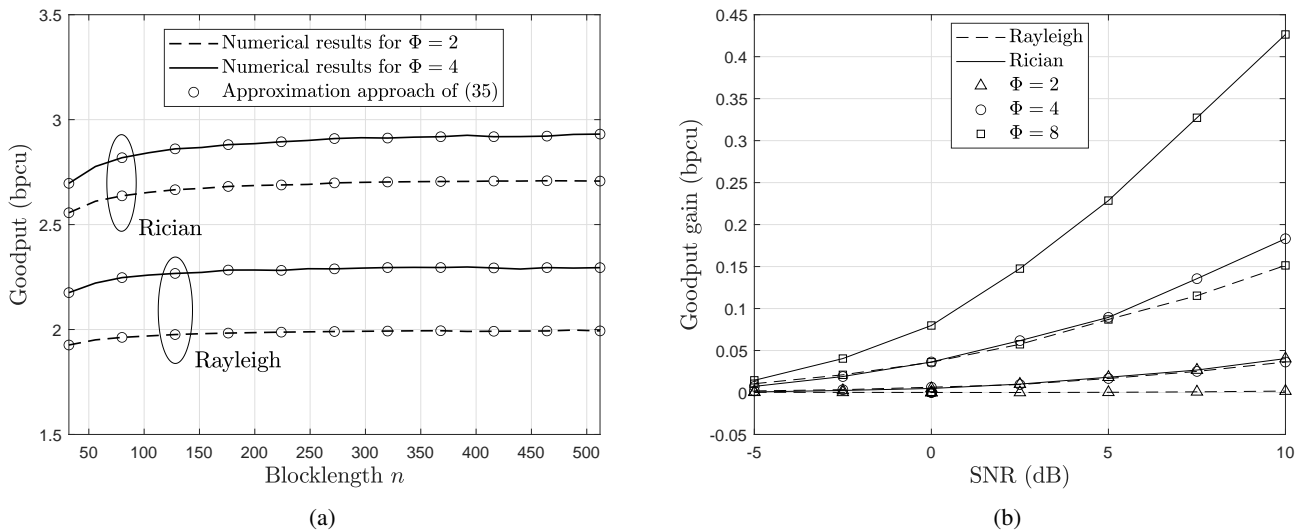 3.5
3
2.5
2
1.5
Goodput (bpcu)
Numerical results for Φ = 2
Numerical results for Φ = 4
Approximation approach of (35)
Rician
Rayleigh
50 100 150 200 250 300 350 400 450 500
Blocklength n
(a)
0.45
0.4
0.35
0.3
0.25
0.2
0.15
0.1
0.05
0
-0.05
Goodput gain (bpcu)
Rayleigh
Rician
Φ = 2
Φ = 4
Φ = 8
-5 0 5 10
SNR (dB)
(b)